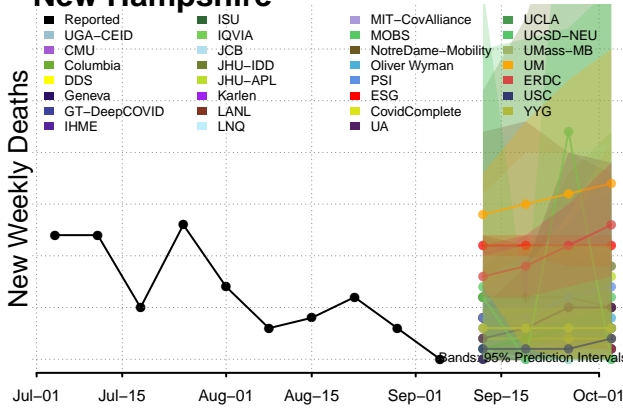 New Hampshire
Reported
UGA−CEID
CMU
Columbia
DDS
Geneva
GT−DeepCOVID
IHME
ISU
IQVIA
JCB
JHU−IDD
JHU−APL
Karlen
LANL
LNQ
MIT−CovAlliance
MOBS
NotreDame−Mobility
Oliver Wyman
PSI
ESG
CovidComplete
UA
UCLA
UCSD−NEU
UMass−MB
UM
ERDC
USC
YYG
New Weekly Deaths
Bands: 95% Prediction Intervals
Jul−01 Jul−15 Aug−01 Aug−15 Sep−01 Sep−15 Oct−01